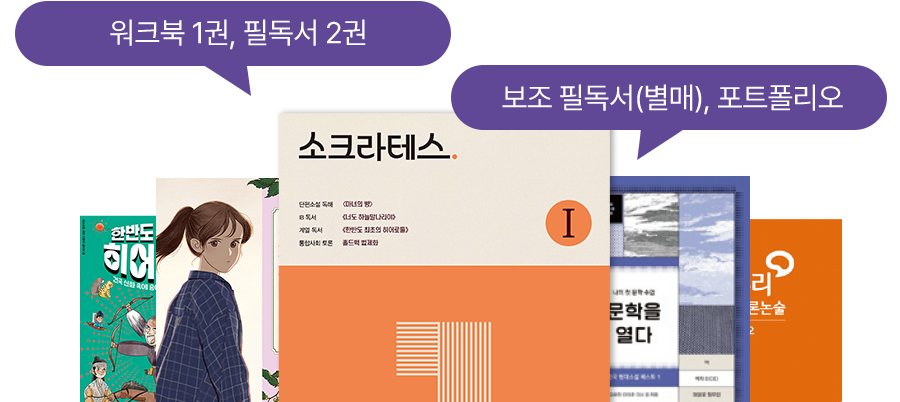 워크북 1권, 필독서 2권
보조 필독서(별매), 포트폴리오
소크라테스.
단편소설 독해 《마녀의 빵》
IB 독서 《너도 하늘말나리야》
계열 독서 《한반도 최초의 히어로들》
통합사회 토론 홀드백 법제화
I
한반도
히어
나의 첫 문학 수업
문학을
열다
리
론논술